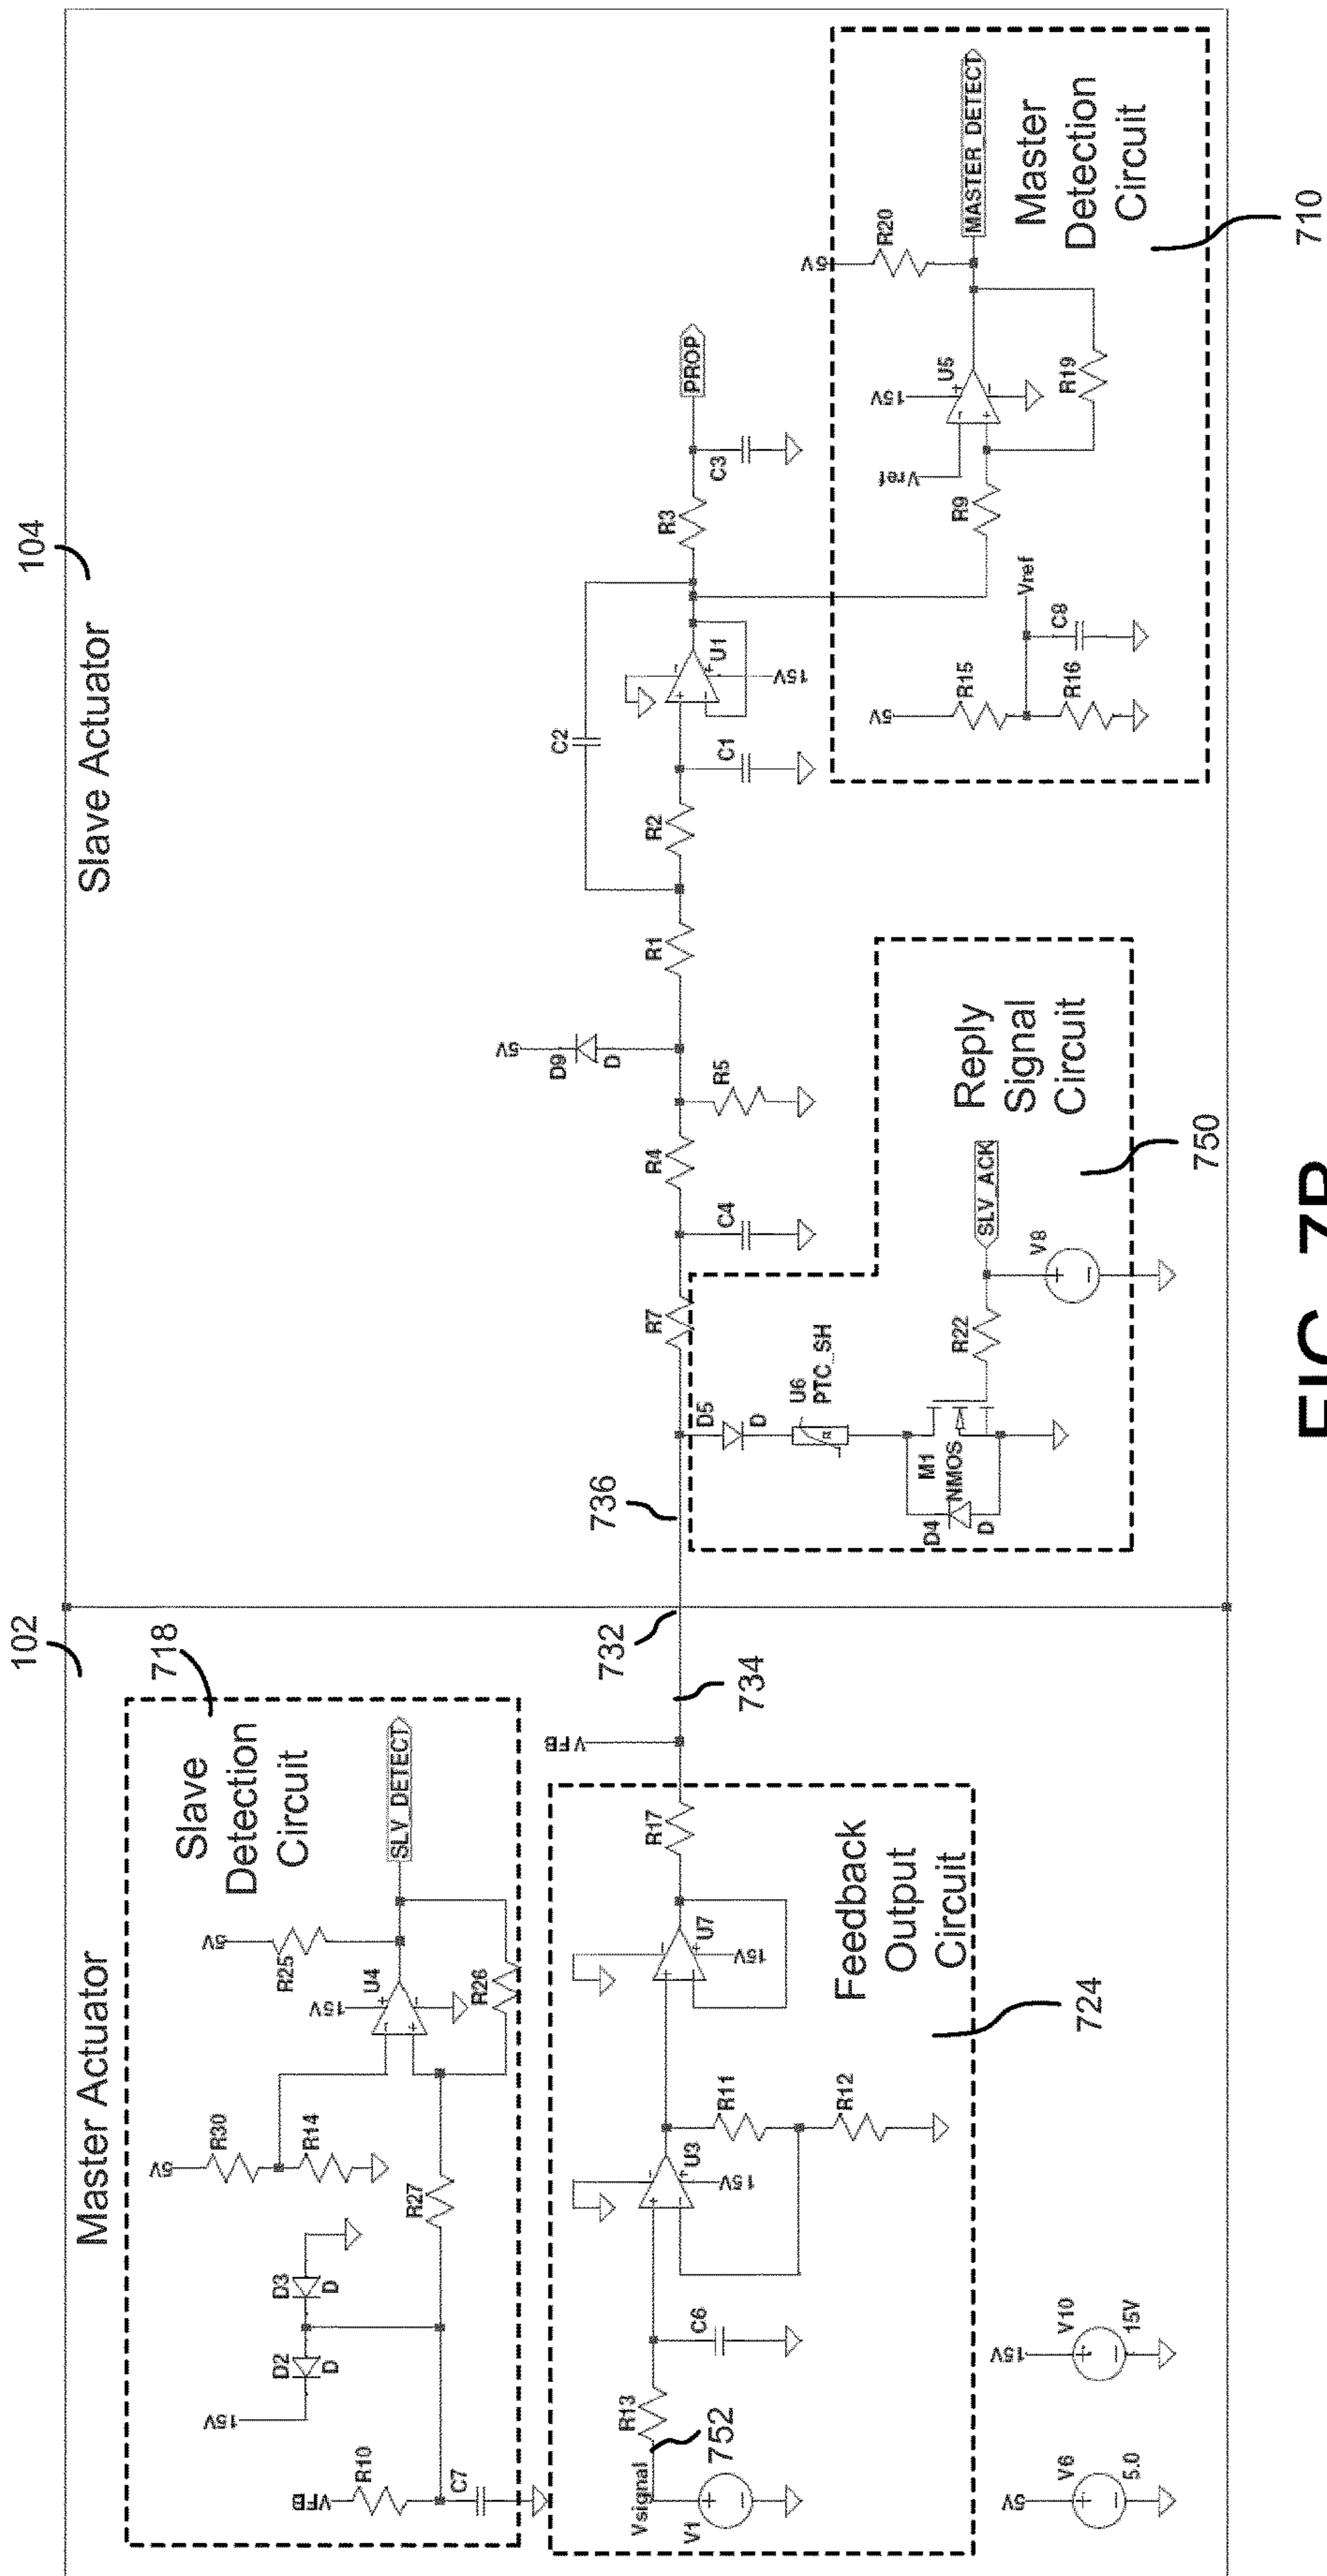 102
104
Master Actuator
Slave Actuator
718
Slave
Detection
Circuit
SLV_DETECT
5V
R25
15V
U4
R26
5V
R30
R14
R27
D3
D
D2
D
15V
VFB
R10
C7
VFB
732
734
736
R17
Feedback
Output
Circuit
724
U7
15V
U3
15V
R11
R12
C6
R13
752
Vsignal
V1
15V
V10
15V
5V
V6
5.0
R7
C4
R4
R5
5V
D9
D
R1
C2
R2
C1
U1
15V
R3
C3
PROP
D5
D
U6
PTC_SH
M1
NMOS
D4
D
R22
SLV_ACK
V8
Reply
Signal
Circuit
750
5V
R15
R16
Vref
C8
R9
Vref
15V
U5
R19
5V
R20
MASTER_DETECT
Master
Detection
Circuit
710